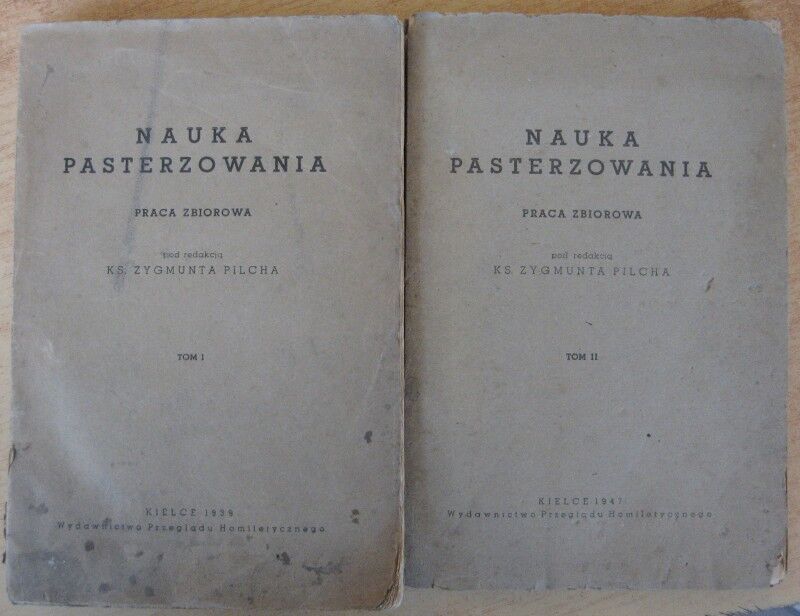 NAUKA
PASTERZOWANIA
PRACA ZBIOROWA
pod redakcją
KS. ZYGMUNTA PILCHA
TOM I
KIELCE 1939
Wydawnictwo Przeglądu Homiletycznego
NAUKA
PASTERZOWANIA
PRACA ZBIOROWA
pod redakcją
KS. ZYGMUNTA PILCHA
TOM II
KIELCE 1947
Wydawnictwo Przeglądu Homiletycznego